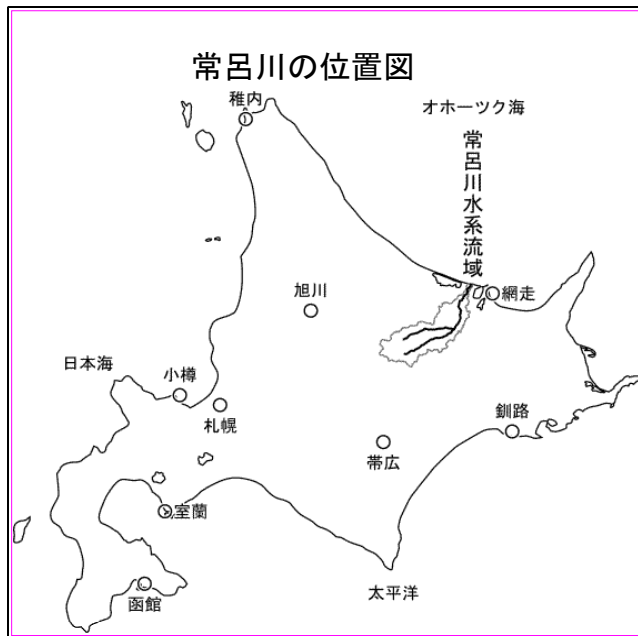 常呂川の位置図
稚内
オホーツク海
常呂川水系流域
網走
旭川
日本海
小樽
札幌
釧路
帯広
室蘭
太平洋
函館